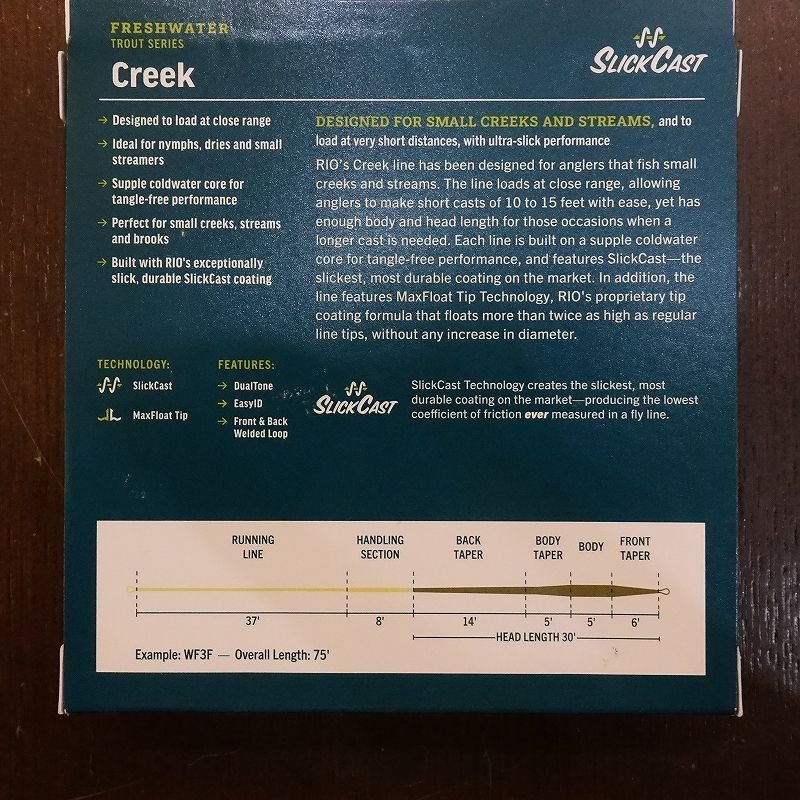 FRESHWATER
TROUT SERIES
Creek
SLICKCAST
→ Designed to load at close range
→ Ideal for nymphs, dries and small
streamers
→ Supple coldwater core for
tangle-free performance
→ Perfect for small creeks, streams
and brooks
→ Built with RIO's exceptionally
slick, durable SlickCast coating
DESIGNED FOR SMALL CREEKS AND STREAMS, and to
load at very short distances, with ultra-slick performance
RIO's Creek line has been designed for anglers that fish small
creeks and streams. The line loads at close range, allowing
anglers to make short casts of 10 to 15 feet with ease, yet has
enough body and head length for those occasions when a
longer cast is needed. Each line is built on a supple coldwater
core for tangle-free performance, and features SlickCast—the
slickest, most durable coating on the market. In addition, the
line features MaxFloat Tip Technology, RIO's proprietary tip
coating formula that floats more than twice as high as regular
line tips, without any increase in diameter.
TECHNOLOGY:
SlickCast
MaxFloat Tip
FEATURES:
→ DualTone
→ EasyID
→ Front & Back
Welded Loop
SLICKCAST
SlickCast Technology creates the slickest, most
durable coating on the market—producing the lowest
coefficient of friction ever measured in a fly line.
RUNNING
LINE
HANDLING
SECTION
BACK
TAPER
BODY
TAPER
BODY
FRONT
TAPER
37' 8' 14' 5' 5' 6'
HEAD LENGTH 30'
Example: WF3F — Overall Length: 75'